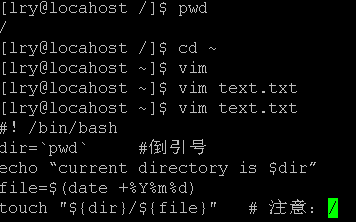 [lry@locahost /]$ pwd
/
[lry@locahost /]$ cd ~
[lry@locahost ~]$ vim
[lry@locahost ~]$ vim text.txt
[lry@locahost ~]$ vim text.txt
#! /bin/bash
dir=`pwd`    #倒引号
echo “current directory is $dir”
file=$(date +%Y%m%d)
touch "${dir}/${file}"   # 注意: /